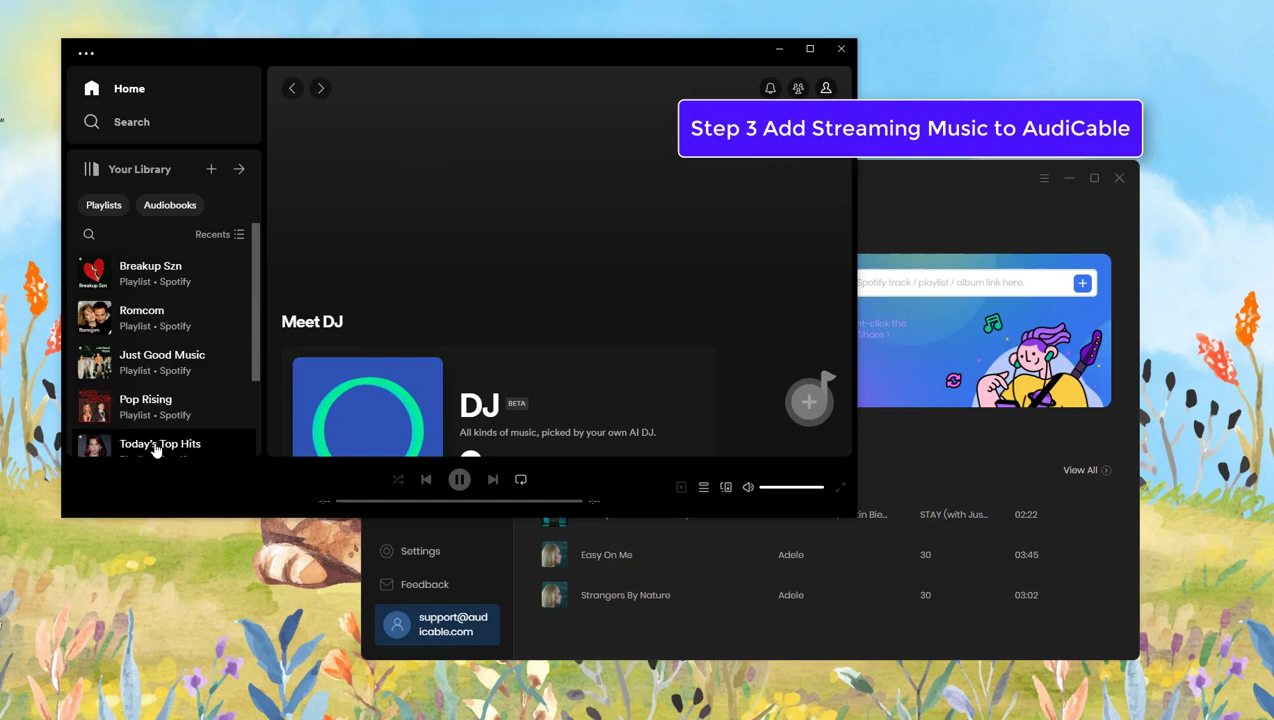 Home
Search
Your Library
Playlists
Audiobooks
Recents
Breakup Szn
Playlist • Spotify
Romcom
Playlist • Spotify
Just Good Music
Playlist • Spotify
Pop Rising
Playlist • Spotify
Today's Top Hits
Meet DJ
DJ BETA
All kinds of music, picked by your own AI DJ.
Step 3 Add Streaming Music to AudiCable
Spotify track / playlist / album link here.
-click the
Share >
View All
STAY (with Jus... 02:22
Easy On Me Adele 30 03:45
Strangers By Nature Adele 30 03:02
Settings
Feedback
support@aud
icable.com